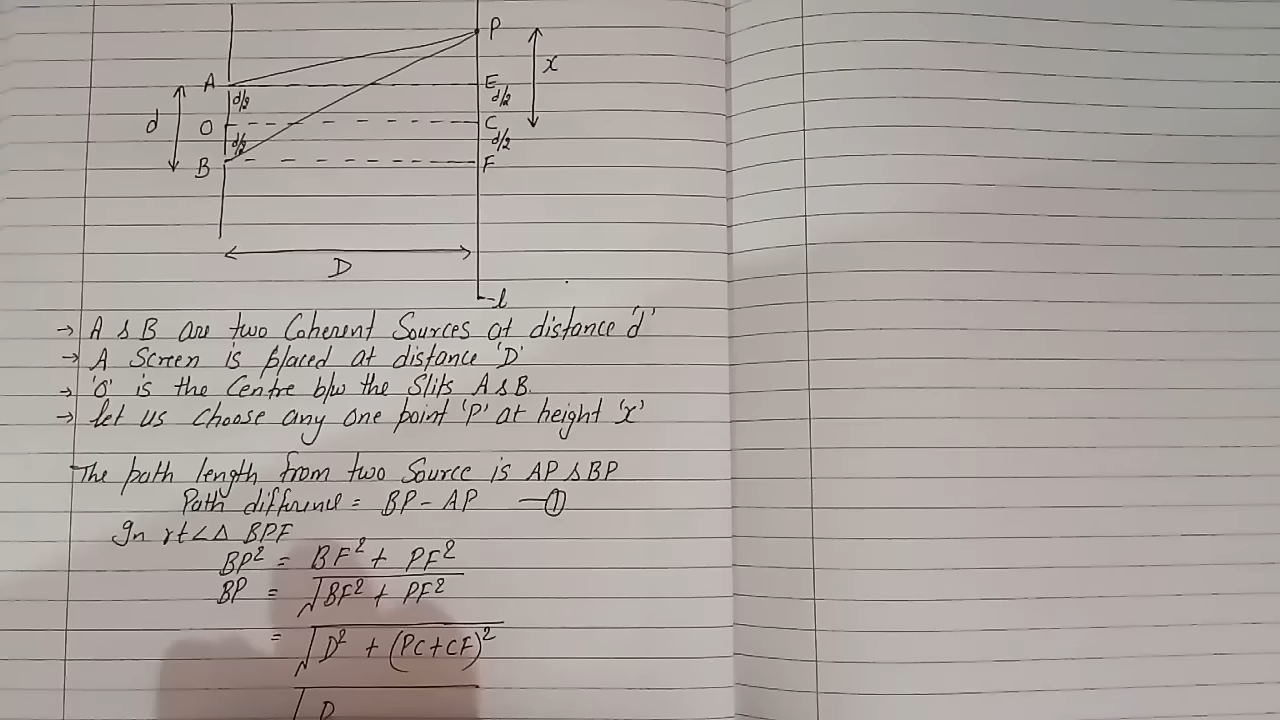 P
x
A
E
d/2
d/2
d
O
C
d/2
d/2
B
F
D
l
→ A & B are two Coherent Sources at distance 'd'
→ A Screen is placed at distance 'D'
→ 'O' is the Centre b/w the Slits A & B.
→ let us choose any one point 'P' at height 'x'
The path length from two Source is AP & BP
Path difference = BP - AP —①
In rt∠△ BPF
BP² = BF² + PF²
BP = √BF² + PF²
= √D² + (PC+CF)²
√D